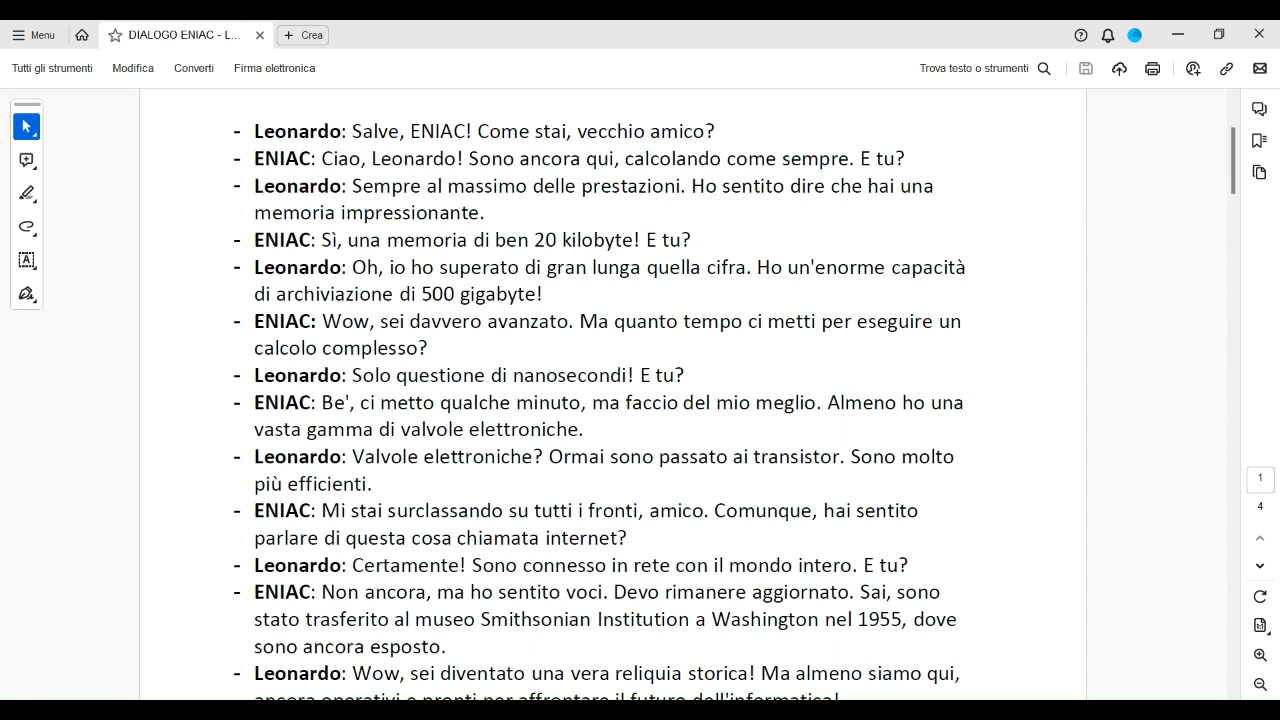 Menu
DIALOGO ENIAC - L...
Crea
Tutti gli strumenti Modifica Converti Firma elettronica Trova testo o strumenti
- Leonardo: Salve, ENIAC! Come stai, vecchio amico?
- ENIAC: Ciao, Leonardo! Sono ancora qui, calcolando come sempre. E tu?
- Leonardo: Sempre al massimo delle prestazioni. Ho sentito dire che hai una
memoria impressionante.
- ENIAC: Sì, una memoria di ben 20 kilobyte! E tu?
- Leonardo: Oh, io ho superato di gran lunga quella cifra. Ho un'enorme capacità
di archiviazione di 500 gigabyte!
- ENIAC: Wow, sei davvero avanzato. Ma quanto tempo ci metti per eseguire un
calcolo complesso?
- Leonardo: Solo questione di nanosecondi! E tu?
- ENIAC: Be', ci metto qualche minuto, ma faccio del mio meglio. Almeno ho una
vasta gamma di valvole elettroniche.
- Leonardo: Valvole elettroniche? Ormai sono passato ai transistor. Sono molto
più efficienti.
- ENIAC: Mi stai surclassando su tutti i fronti, amico. Comunque, hai sentito
parlare di questa cosa chiamata internet?
- Leonardo: Certamente! Sono connesso in rete con il mondo intero. E tu?
- ENIAC: Non ancora, ma ho sentito voci. Devo rimanere aggiornato. Sai, sono
stato trasferito al museo Smithsonian Institution a Washington nel 1955, dove
sono ancora esposto.
- Leonardo: Wow, sei diventato una vera reliquia storica! Ma almeno siamo qui,
ancora operativi e pronti per affrontare il futuro dell'informatica!
1
4